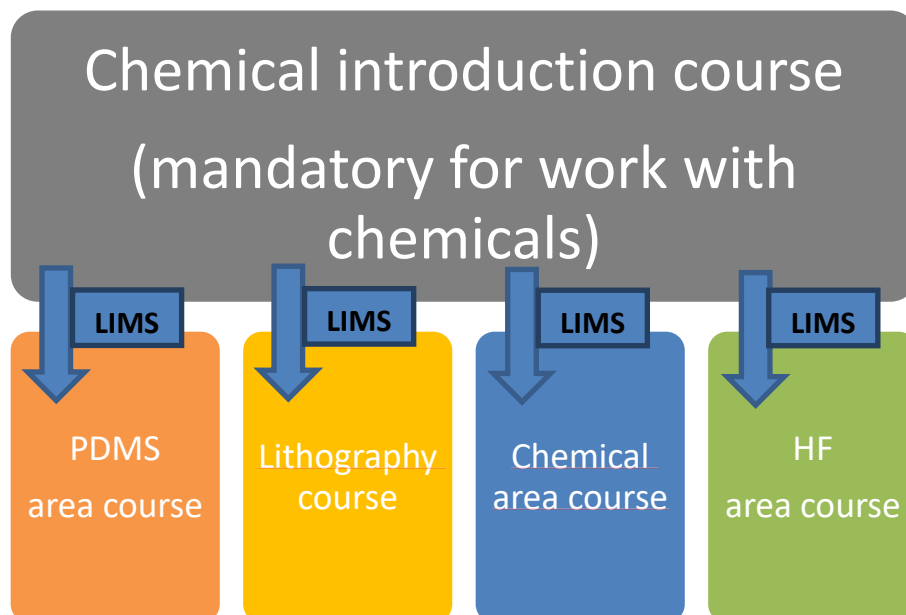 Chemical introduction course
(mandatory for work with
chemicals)
LIMS
LIMS
LIMS
LIMS
PDMS
area course
Lithography
course
Chemical
area course
HF
area course